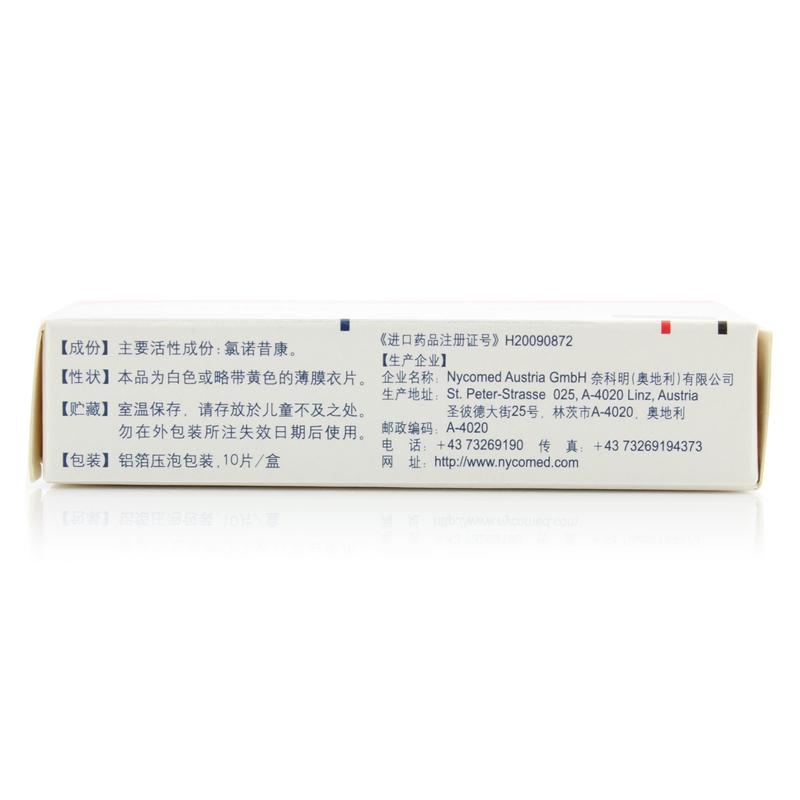 【成份】主要活性成份：氯诺昔康。
【性状】本品为白色或略带黄色的薄膜衣片。
【贮藏】室温保存，请存放於儿童不及之处。
勿在外包装所注失效日期后使用。
【包装】铝箔压泡包装，10片／盒
《进口药品注册证号》H20090872
【生产企业】
企业名称：Nycomed Austria GmbH 奈科明(奥地利)有限公司
生产地址：St. Peter-Strasse 025, A-4020 Linz, Austria
圣彼德大街25号，林茨市A-4020，奥地利
邮政编码：A-4020
电 话：+43 73269190 传 真：+43 73269194373
网 址：http://www.nycomed.com